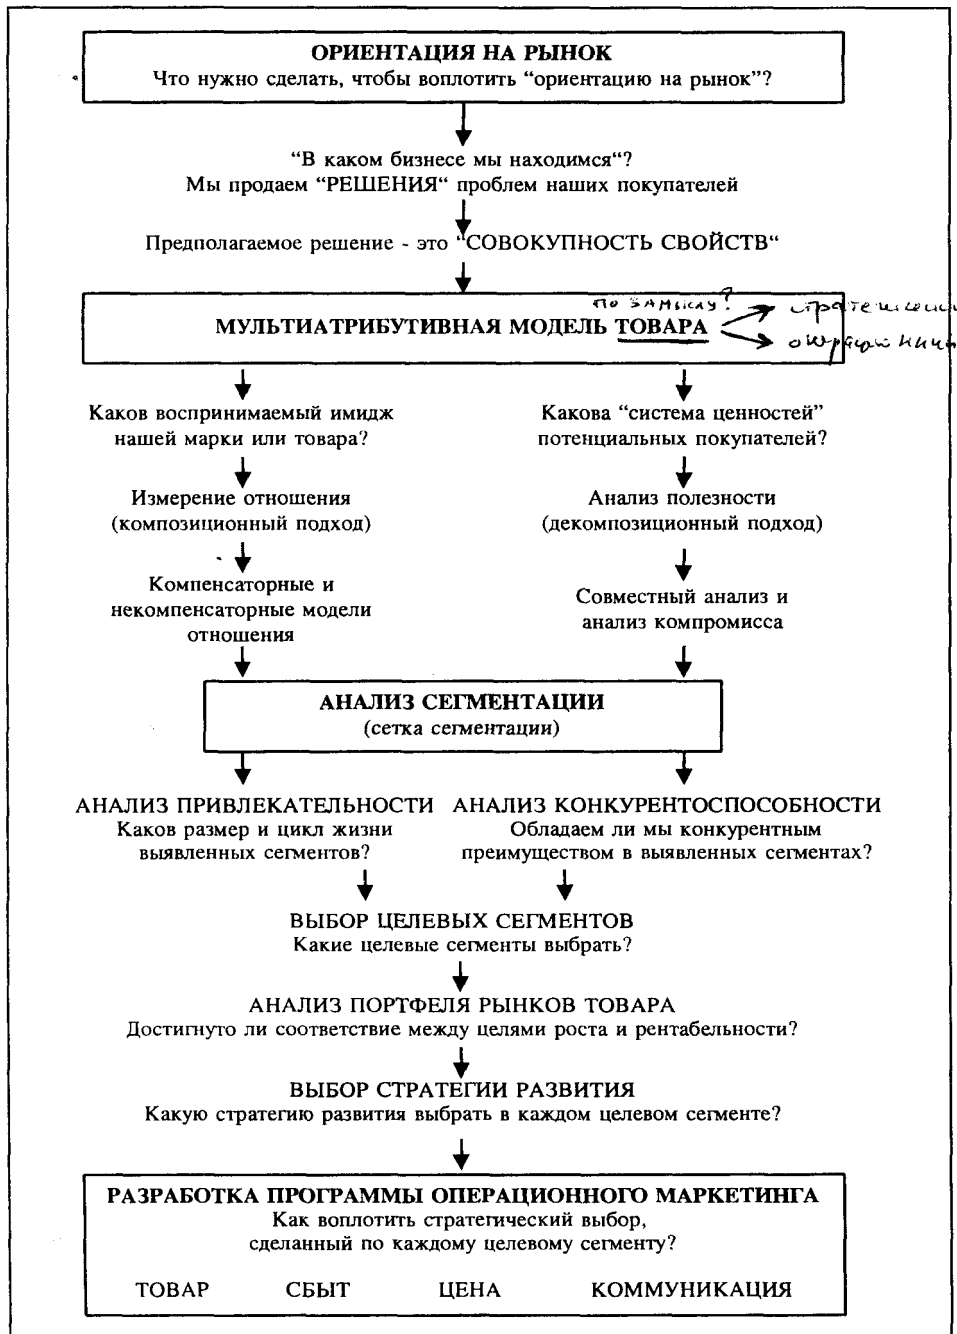 ОРИЕНТАЦИЯ НА РЫНОК
Что нужно сделать, чтобы воплотить “ориентацию на рынок”?
“В каком бизнесе мы находимся“?
Мы продаем “РЕШЕНИЯ“ проблем наших покупателей
Предполагаемое решение - это “СОВОКУПНОСТЬ СВОЙСТВ“
по замыслу?
МУЛЬТИАТРИБУТИВНАЯ МОДЕЛЬ ТОВАРА
Каков воспринимаемый имидж
нашей марки или товара?
Какова “система ценностей”
потенциальных покупателей?
Измерение отношения
(композиционный подход)
Анализ полезности
(декомпозиционный подход)
Компенсаторные и
некомпенсаторные модели
отношения
Совместный анализ и
анализ компромисса
АНАЛИЗ СЕГМЕНТАЦИИ
(сетка сегментации)
АНАЛИЗ ПРИВЛЕКАТЕЛЬНОСТИ
Каков размер и цикл жизни
выявленных сегментов?
АНАЛИЗ КОНКУРЕНТОСПОСОБНОСТИ
Обладаем ли мы конкурентным
преимуществом в выявленных сегментах?
ВЫБОР ЦЕЛЕВЫХ СЕГМЕНТОВ
Какие целевые сегменты выбрать?
АНАЛИЗ ПОРТФЕЛЯ РЫНКОВ ТОВАРА
Достигнуто ли соответствие между целями роста и рентабельности?
ВЫБОР СТРАТЕГИИ РАЗВИТИЯ
Какую стратегию развития выбрать в каждом целевом сегменте?
РАЗРАБОТКА ПРОГРАММЫ ОПЕРАЦИОННОГО МАРКЕТИНГА
Как воплотить стратегический выбор,
сделанный по каждому целевому сегменту?
ТОВАР СБЫТ ЦЕНА КОММУНИКАЦИЯ